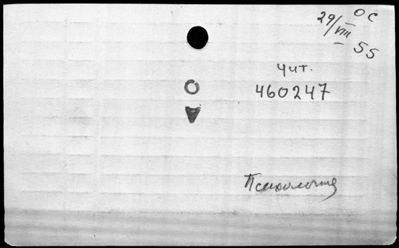 ОС
29/VIII 55
Чит.
460247
Психология